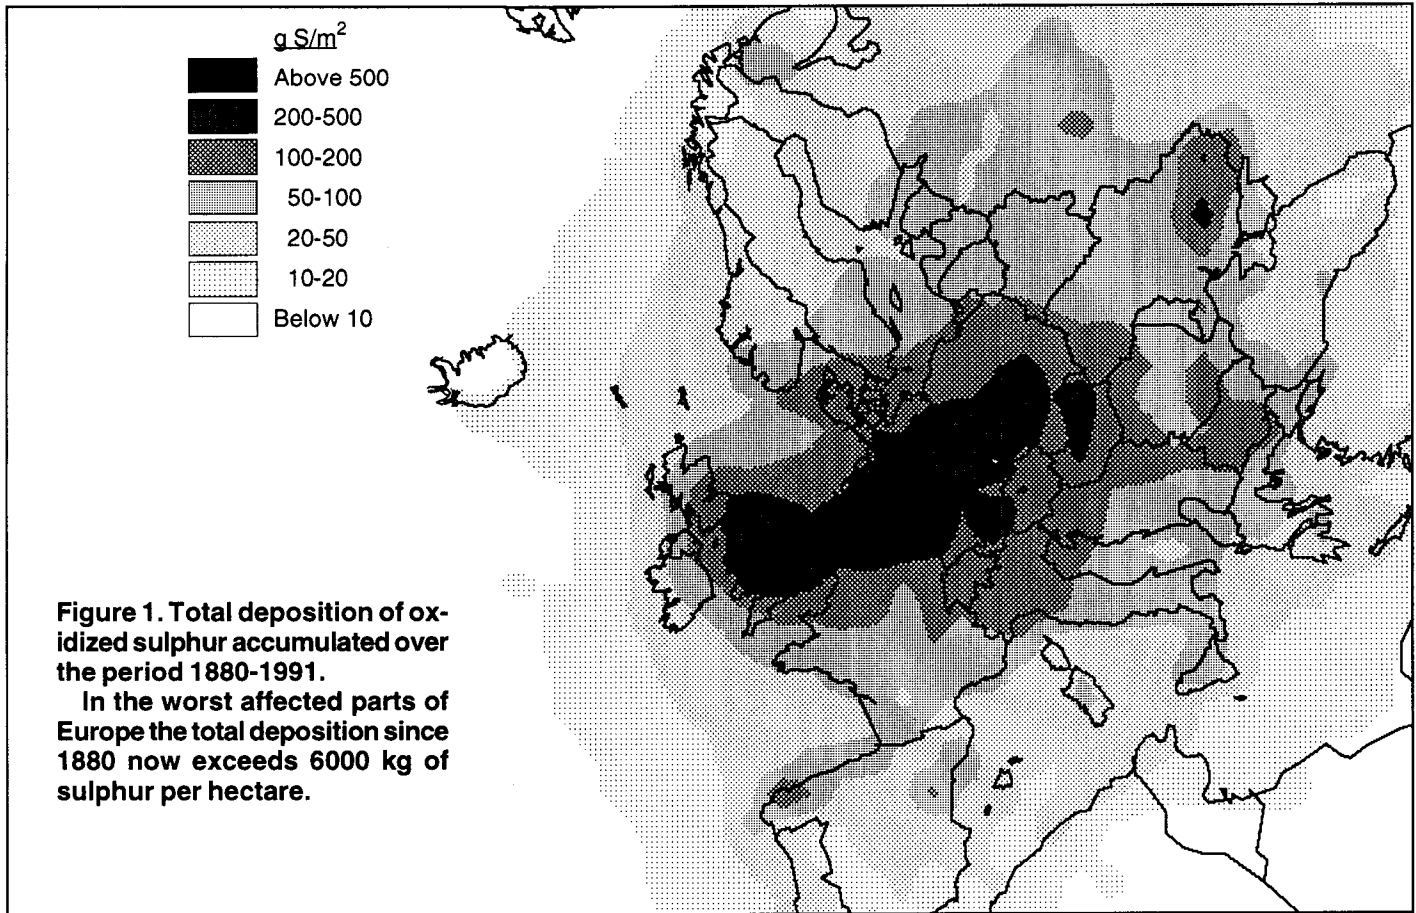 g S/m²
Above 500
200-500
100-200
50-100
20-50
10-20
Below 10
Figure 1. Total deposition of ox-
idized sulphur accumulated over
the period 1880-1991.
In the worst affected parts of
Europe the total deposition since
1880 now exceeds 6000 kg of
sulphur per hectare.